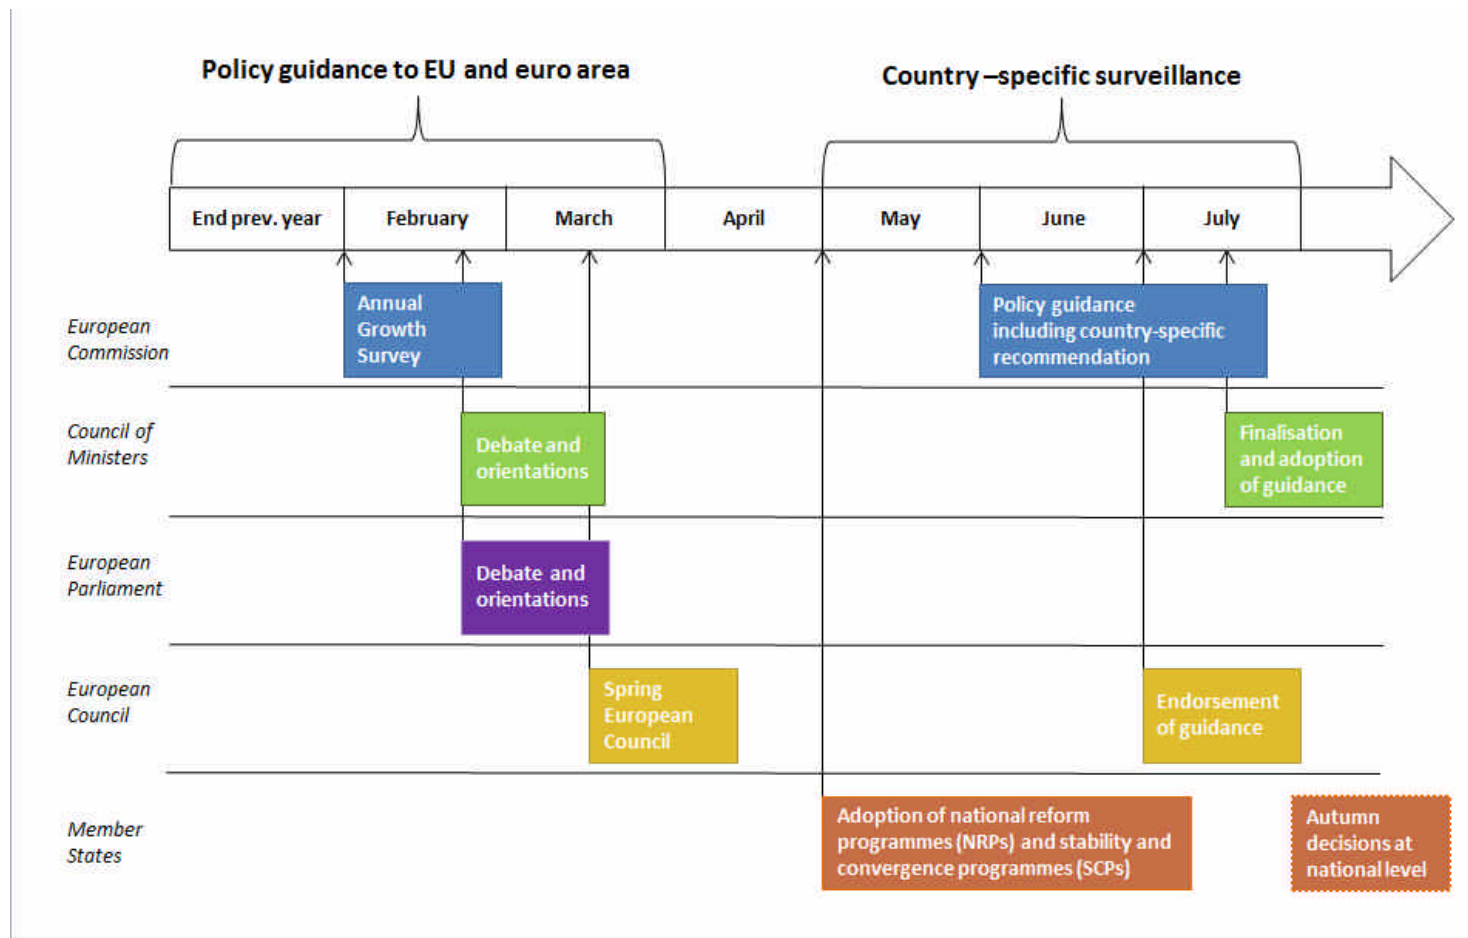 Policy guidance to EU and euro area
Country –specific surveillance
End prev. year
February
March
April
May
June
July
European
Commission
Annual
Growth
Survey
Policy guidance
including country-specific
recommendation
Council of
Ministers
Debate and
orientations
Finalisation
and adoption
of guidance
European
Parliament
Debate and
orientations
European
Council
Spring
European
Council
Endorsement
of guidance
Member
States
Adoption of national reform
programmes (NRPs) and stability and
convergence programmes (SCPs)
Autumn
decisions at
national level